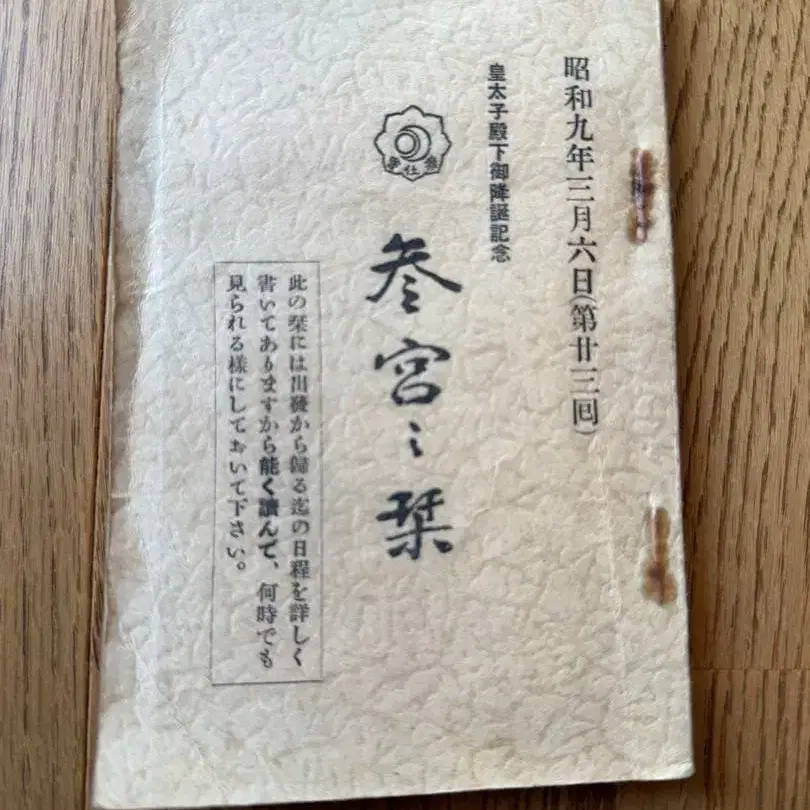 昭和九年三月六日(第廿三囘)
皇太子殿下御降誕記念
參宮之栞
此の栞には出發から歸る迄の日程を詳しく
書いてありますから能く讀んで、何時でも
見られる樣にしておいて下さい。